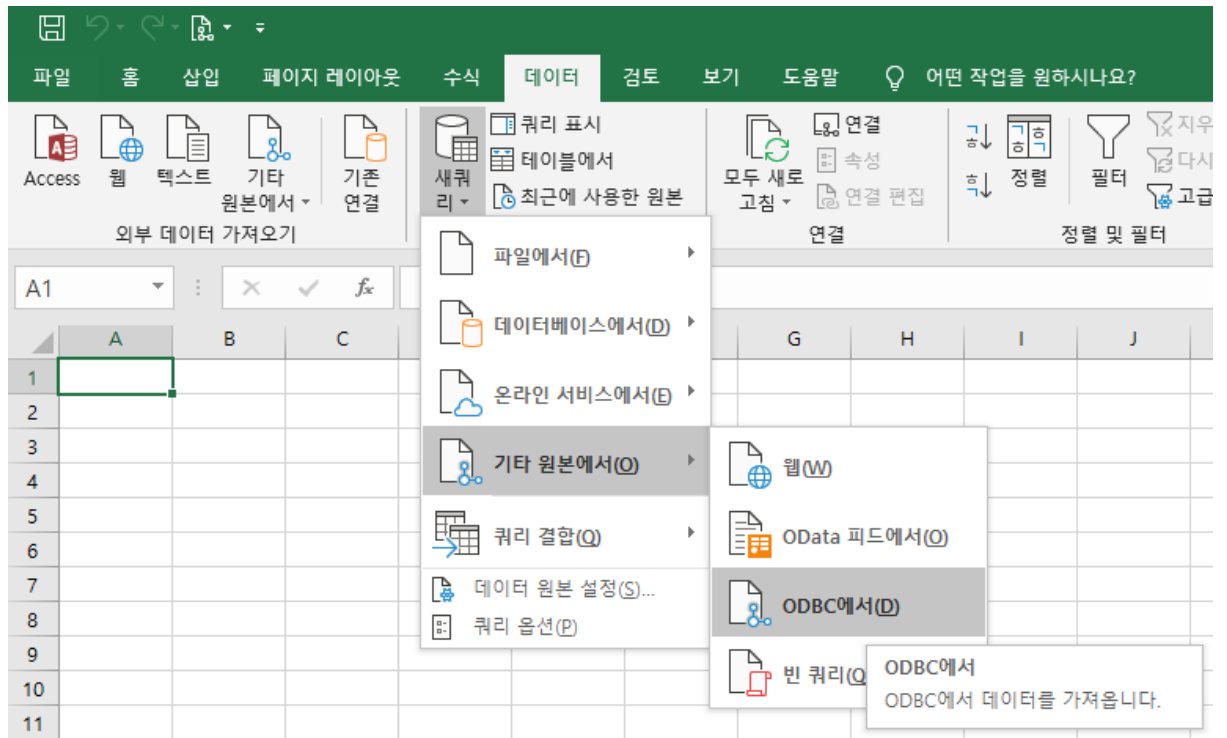 파일 홈 삽입 페이지 레이아웃 수식 데이터 검토 보기 도움말 어떤 작업을 원하시나요?
Access
웹
텍스트
기타
원본에서
기존
연결
외부 데이터 가져오기
새쿼
리
쿼리 표시
테이블에서
최근에 사용한 원본
모두 새로
고침
연결
속성
연결 편집
연결
정렬
필터
지우
다시
고급
정렬 및 필터
A1
fx
A B C G H I J
1
2
3
4
5
6
7
8
9
10
11
파일에서(F)
데이터베이스에서(D)
온라인 서비스에서(E)
기타 원본에서(O)
쿼리 결합(Q)
데이터 원본 설정(S)...
쿼리 옵션(P)
웹(W)
OData 피드에서(O)
ODBC에서(D)
빈 쿼리(Q
ODBC에서
ODBC에서 데이터를 가져옵니다.